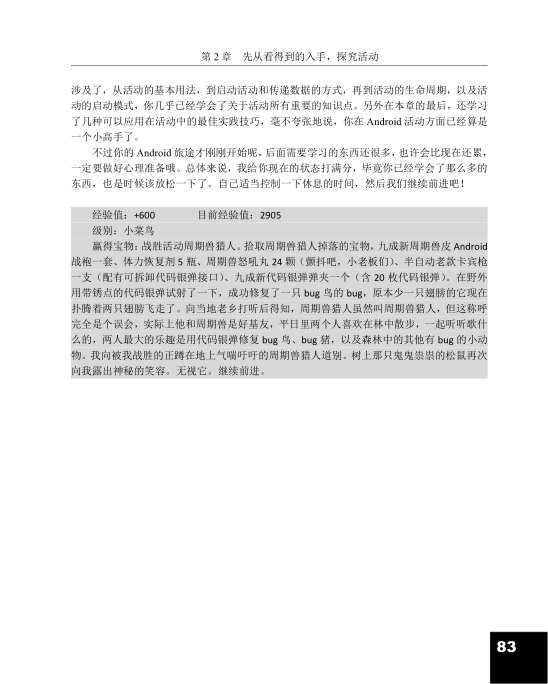 第 2 章　先从看得到的入手，探究活动
涉及了，从活动的基本用法，到启动活动和传递数据的方式，再到活动的生命周期，以及活
动的启动模式，你几乎已经学会了关于活动所有重要的知识点。另外在本章的最后，还学习
了几种可以应用在活动中的最佳实践技巧，毫不夸张地说，你在 Android 活动方面已经算是
一个小高手了。
不过你的 Android 旅途才刚刚开始呢，后面需要学习的东西还很多，也许会比现在还累，
一定要做好心理准备哦。总体来说，我给你现在的状态打满分，毕竟你已经学会了那么多的
东西，也是时候该放松一下了。自己适当控制一下休息的时间，然后我们继续前进吧！
经验值：+600　　目前经验值：2905
级别：小菜鸟
赢得宝物：战胜活动周期兽猎人。拾取周期兽猎人掉落的宝物，九成新周期兽皮 Android
战袍一套、体力恢复剂 5 瓶、周期兽怒吼丸 24 颗（颤抖吧，小老板们）、半自动老款卡宾枪
一支（配有可拆卸代码银弹接口）、九成新代码银弹弹夹一个（含 20 枚代码银弹）。在野外
用带锈点的代码银弹试射了一下，成功修复了一只 bug 鸟的 bug，原本少一只翅膀的它现在
扑腾着两只翅膀飞走了。向当地老乡打听后得知，周期兽猎人虽然叫周期兽猎人，但这称呼
完全是个误会，实际上他和周期兽是好基友，平日里两个人喜欢在林中散步，一起听听歌什
么的，两人最大的乐趣是用代码银弹修复 bug 鸟、bug 猪，以及森林中的其他有 bug 的小动
物。我向被我战胜的正蹲在地上气喘吁吁的周期兽猎人道别。树上那只鬼鬼祟祟的松鼠再次
向我露出神秘的笑容。无视它。继续前进。
83